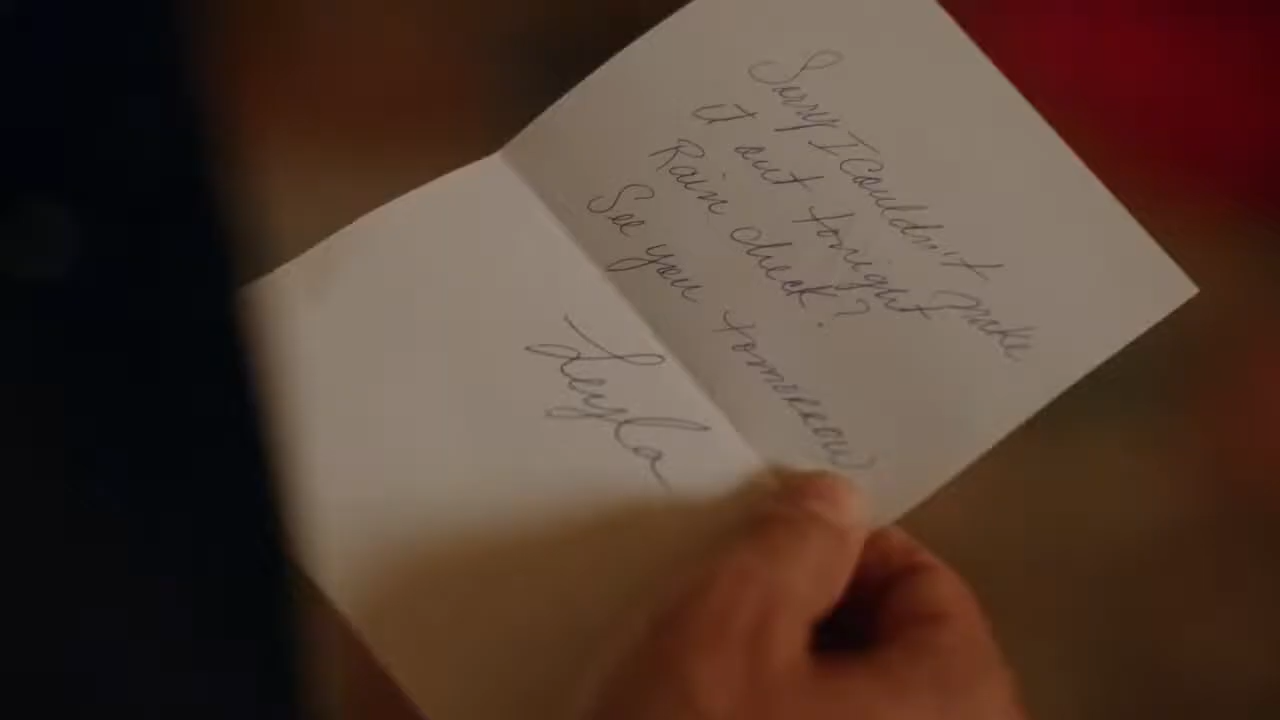 Sorry I Couldn't make
it out tonight
Rain check?
See you tomorrow
Leyla